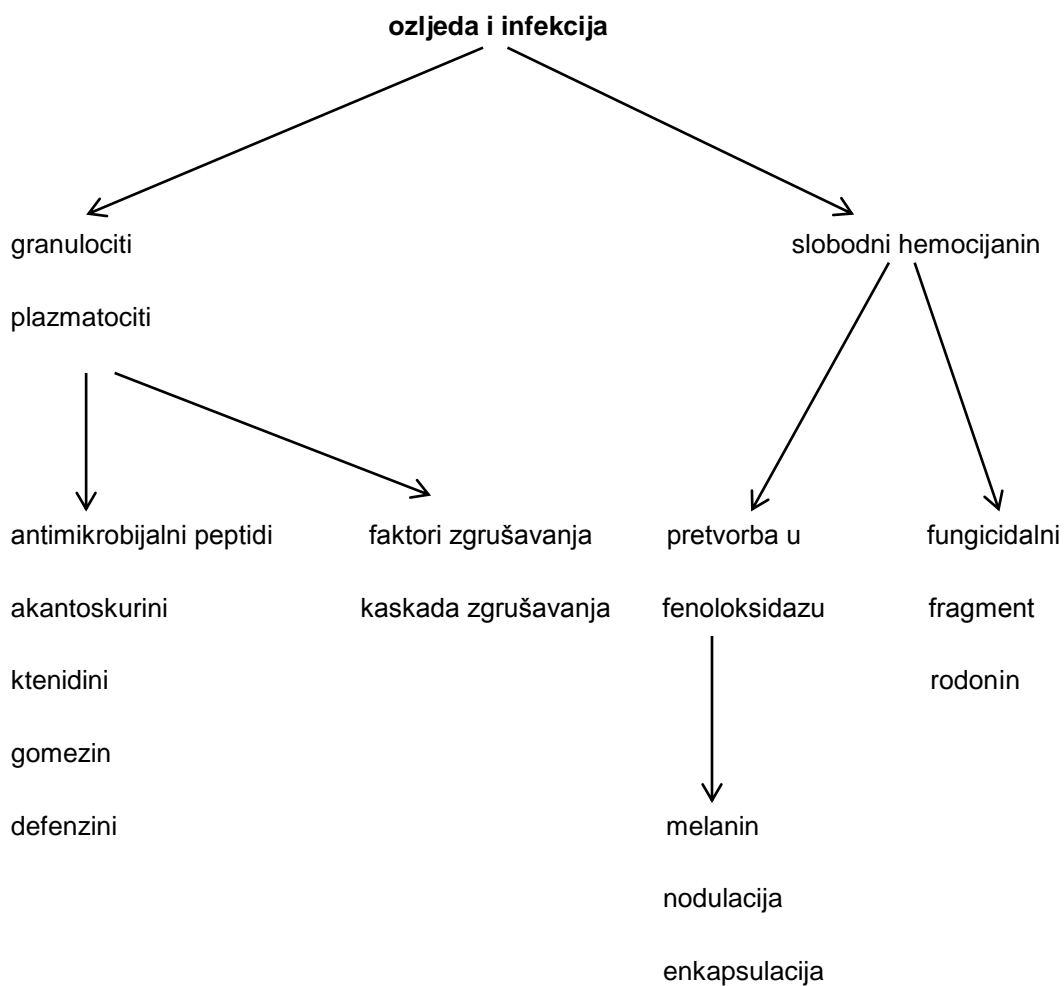 ozljeda i infekcija
granulociti
plazmatociti
slobodni hemocijanin
antimikrobijalni peptidi
akantoskurini
ktenidini
gomezin
defenzini
faktori zgrušavanja
kaskada zgrušavanja
pretvorba u
fenoloksidazu
melanin
nodulacija
enkapsulacija
fungicidalni
fragment
rodonin